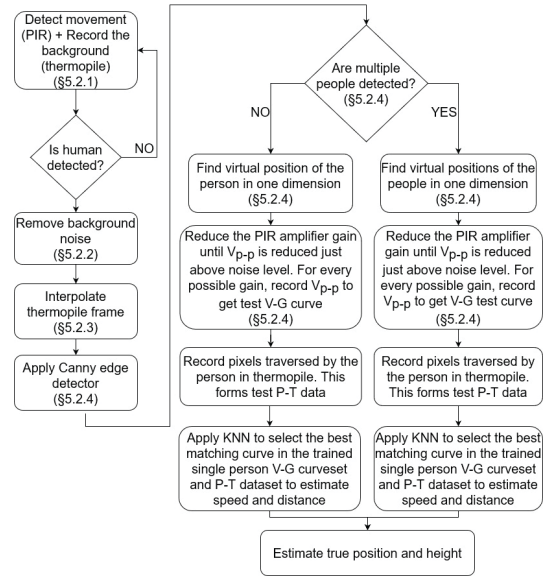 Detect movement
(PIR) + Record the
background
(thermopile)
(§5.2.1)
Is human
detected?
NO
Remove background
noise
(§5.2.2)
Interpolate
thermopile frame
(§5.2.3)
Apply Canny edge
detector
(§5.2.4)
Are multiple
people detected?
(§5.2.4)
NO
YES
Find virtual position of the
person in one dimension
(§5.2.4)
Reduce the PIR amplifier gain
until Vp-p is reduced just
above noise level. For every
possible gain, record Vp-p to
get test V-G curve
(§5.2.4)
Record pixels traversed by the
person in thermopile. This
forms test P-T data
Apply KNN to select the best
matching curve in the trained
single person V-G curveset
and P-T dataset to estimate
speed and distance
Find virtual positions of the
people in one dimension
(§5.2.4)
Reduce the PIR amplifier
gain until Vp-p is reduced
just above noise level. For
every possible gain, record
Vp-p to get V-G test curve
(§5.2.4)
Record pixels traversed by
the person in thermopile.
This forms test P-T data
Apply KNN to select the best
matching curve in the trained
single person V-G curveset
and P-T dataset to estimate
speed and distance
Estimate true position and height